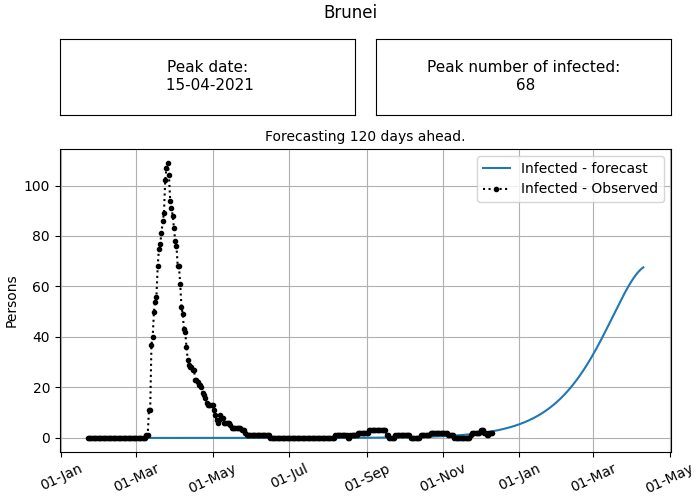 Brunei
Peak date:
15-04-2021
Peak number of infected:
68
Forecasting 120 days ahead.
Infected - forecast
Infected - Observed
Persons
100
80
60
40
20
0
01-Jan
01-Mar
01-May
01-Jul
01-Sep
01-Nov
01-Jan
01-Mar
01-May